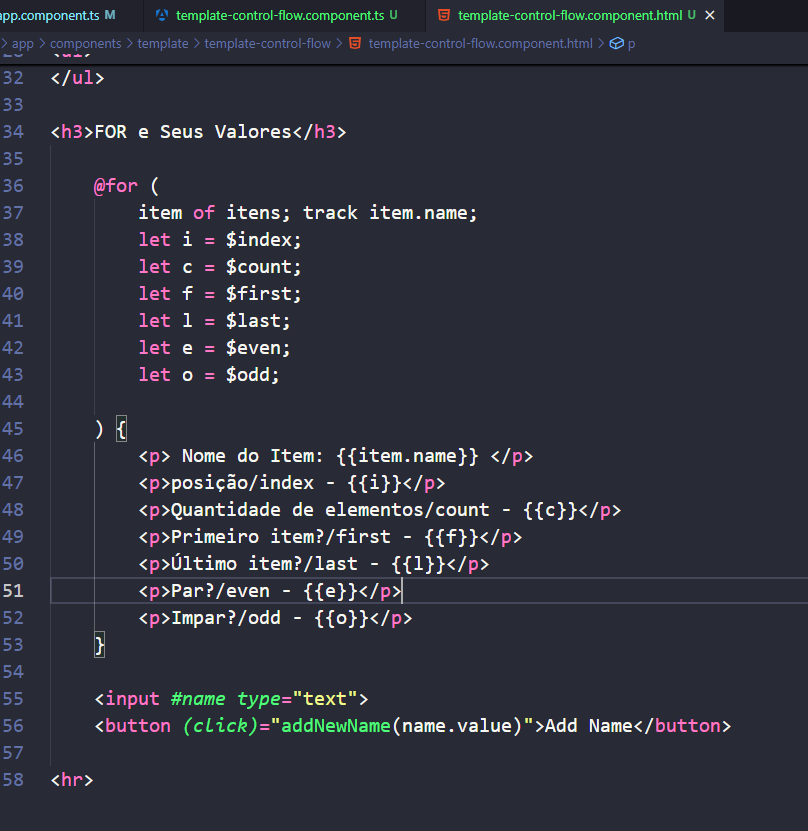 app.component.ts M
template-control-flow.component.ts U
template-control-flow.component.html U
> app > components > template > template-control-flow > template-control-flow.component.html > p
32 </ul>
33
34 <h3>FOR e Seus Valores</h3>
35
36 @for (
37 item of itens; track item.name;
38 let i = $index;
39 let c = $count;
40 let f = $first;
41 let l = $last;
42 let e = $even;
43 let o = $odd;
44
45 ) {
46 <p> Nome do Item: {{item.name}} </p>
47 <p>posição/index - {{i}}</p>
48 <p>Quantidade de elementos/count - {{c}}</p>
49 <p>Primeiro item?/first - {{f}}</p>
50 <p>Último item?/last - {{l}}</p>
51 <p>Par?/even - {{e}}</p>
52 <p>Impar?/odd - {{o}}</p>
53 }
54
55 <input #name type="text">
56 <button (click)="addNewName(name.value)">Add Name</button>
57
58 <hr>